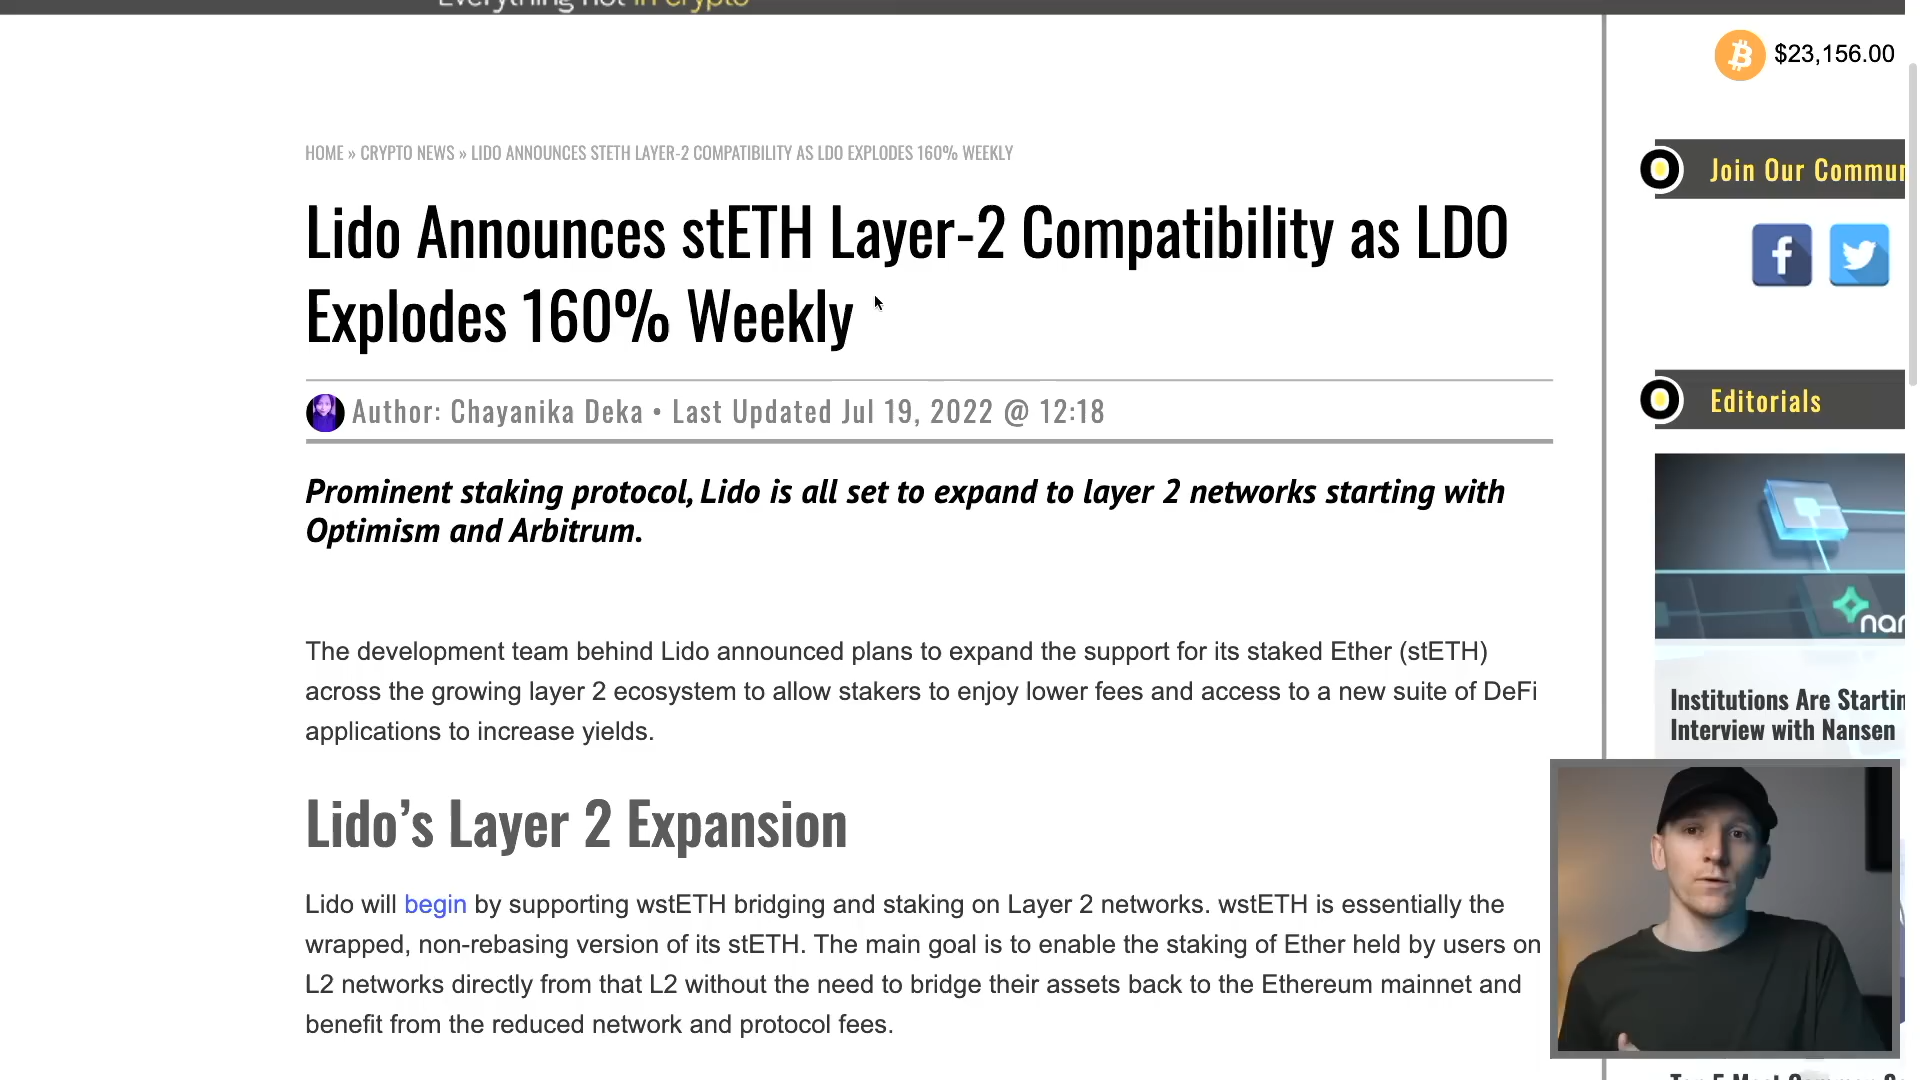 Everything not in crypto
$23,156.00
HOME » CRYPTO NEWS » LIDO ANNOUNCES STETH LAYER-2 COMPATIBILITY AS LDO EXPLODES 160% WEEKLY
Join Our Commun
Lido Announces stETH Layer-2 Compatibility as LDO
Explodes 160% Weekly
Author: Chayanika Deka • Last Updated Jul 19, 2022 @ 12:18
Editorials
Prominent staking protocol, Lido is all set to expand to layer 2 networks starting with
Optimism and Arbitrum.
nan
The development team behind Lido announced plans to expand the support for its staked Ether (stETH)
across the growing layer 2 ecosystem to allow stakers to enjoy lower fees and access to a new suite of DeFi
applications to increase yields.
Institutions Are Startin
Interview with Nansen
Lido’s Layer 2 Expansion
Lido will begin by supporting wstETH bridging and staking on Layer 2 networks. wstETH is essentially the
wrapped, non-rebasing version of its stETH. The main goal is to enable the staking of Ether held by users on
L2 networks directly from that L2 without the need to bridge their assets back to the Ethereum mainnet and
benefit from the reduced network and protocol fees.